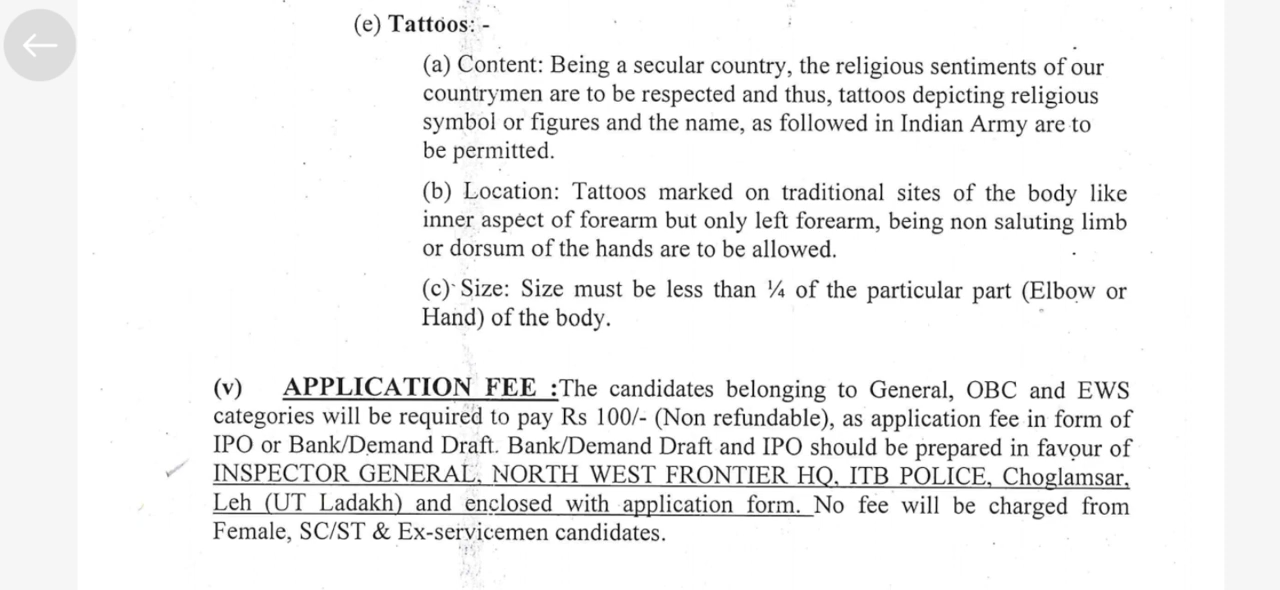 (e) Tattoos: -
(a) Content: Being a secular country, the religious sentiments of our
countrymen are to be respected and thus, tattoos depicting religious
symbol or figures and the name, as followed in Indian Army are to
be permitted.
(b) Location: Tattoos marked on traditional sites of the body like
inner aspect of forearm but only left forearm, being non saluting limb
or dorsum of the hands are to be allowed.
(c) Size: Size must be less than ¼ of the particular part (Elbow or
Hand) of the body.
(v) APPLICATION FEE :The candidates belonging to General, OBC and EWS
categories will be required to pay Rs 100/- (Non refundable), as application fee in form of
IPO or Bank/Demand Draft. Bank/Demand Draft and IPO should be prepared in favour of
INSPECTOR GENERAL, NORTH WEST FRONTIER HQ, ITB POLICE, Choglamsar,
Leh (UT Ladakh) and enclosed with application form. No fee will be charged from
Female, SC/ST & Ex-servicemen candidates.